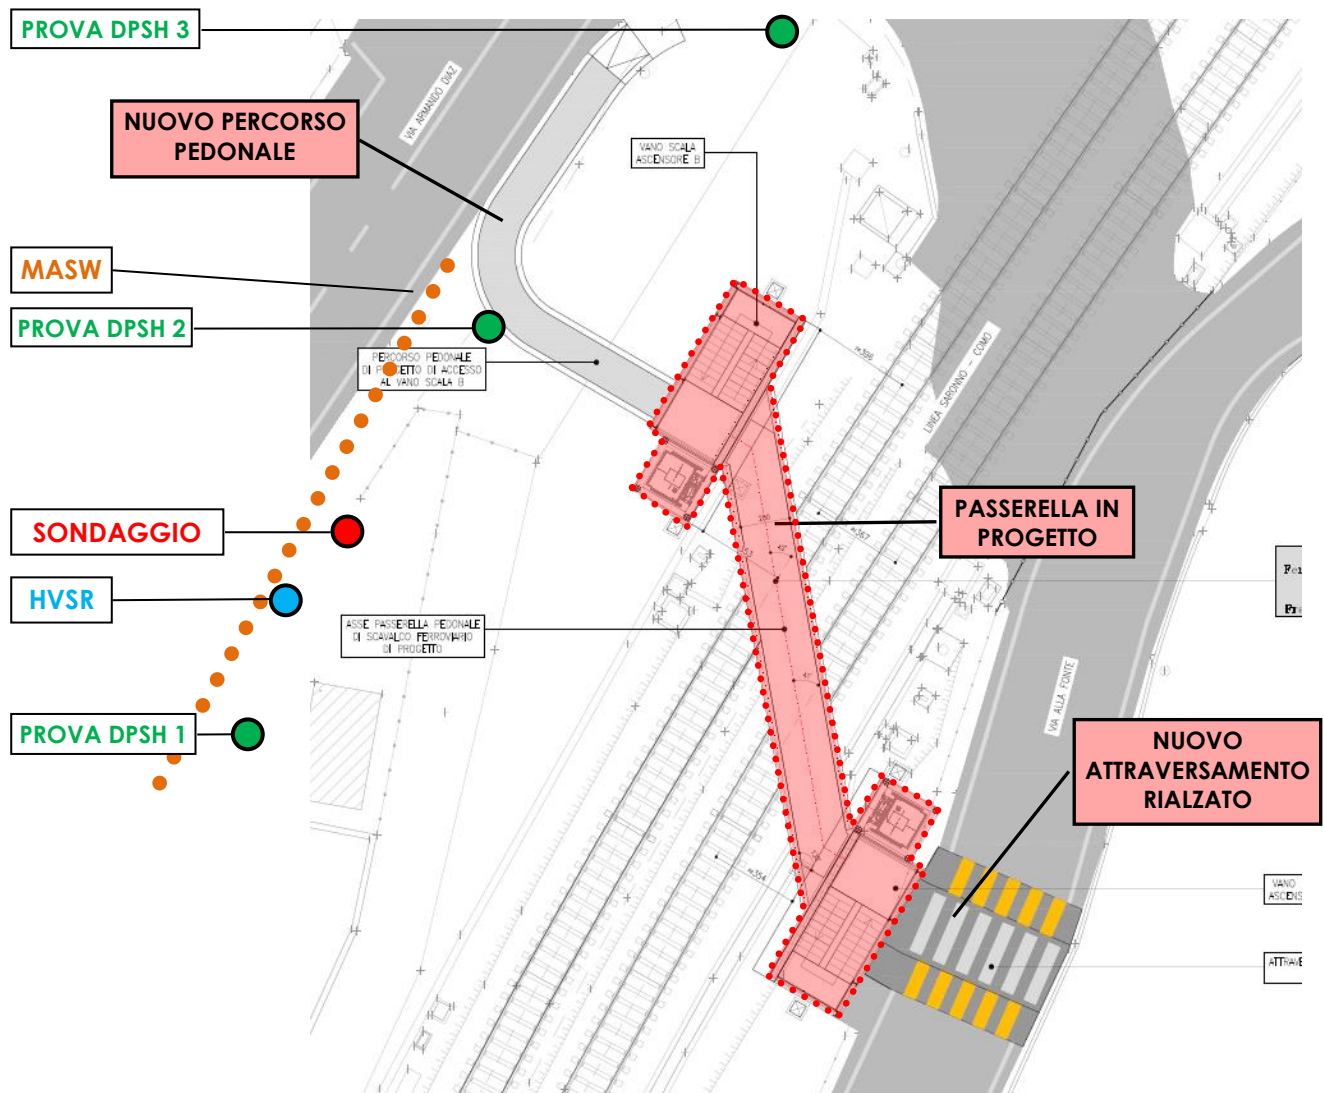 PROVA DPSH 3
VIA ARMANDO DIAZ
NUOVO PERCORSO
PEDONALE
VANO SCALA
ASCENSORE B
MASW
PROVA DPSH 2
PERCORSO PEDONALE
DI PROGETTO DI ACCESSO
AL VANO SCALA B
LINEA SARONNO - COMO
SONDAGGIO
PASSERELLA IN
PROGETTO
HVSR
ASSE PASSERELLA PEDONALE
DI SCAVALCO FERROVIARIO
DI PROGETTO
VIA ALLA FONTE
PROVA DPSH 1
NUOVO
ATTRAVERSAMENTO
RIALZATO
VANO
ASCENS
ATTRAVE